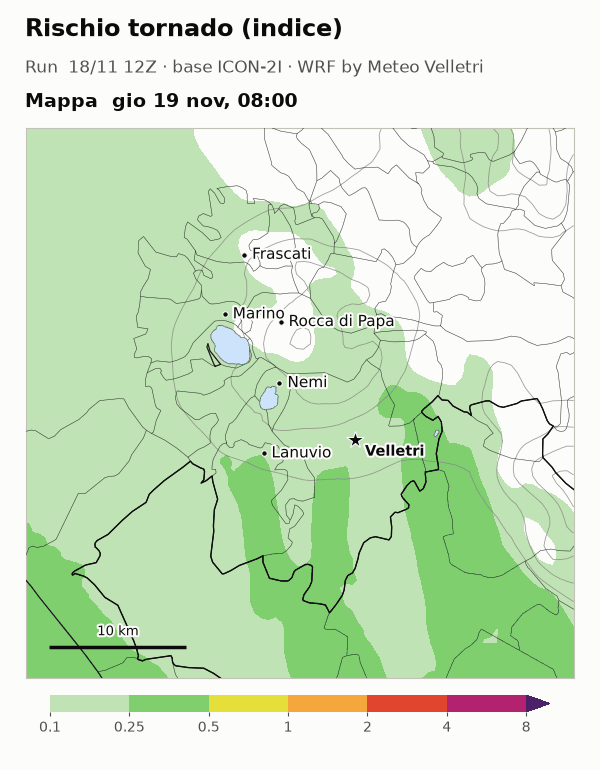 Rischio tornado (indice)
Run 18/11 12Z · base ICON-2I · WRF by Meteo Velletri
Mappa gio 19 nov, 08:00
Frascati
Marino
Rocca di Papa
Nemi
Velletri
Lanuvio
10 km
0.1 0.25 0.5 1 2 4 8